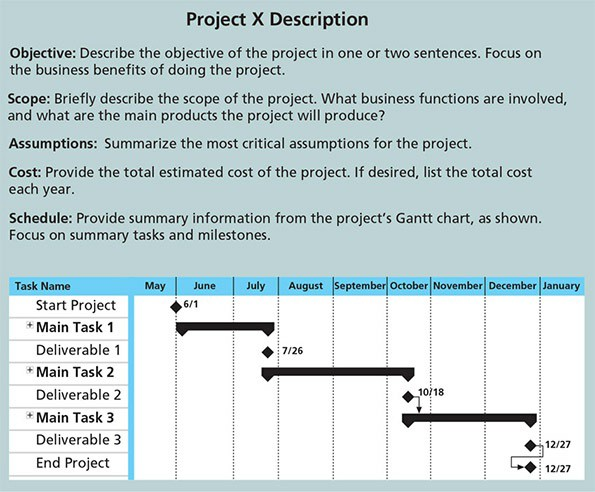 Project X Description
Objective: Describe the objective of the project in one or two sentences. Focus on
the business benefits of doing the project.
Scope: Briefly describe the scope of the project. What business functions are involved,
and what are the main products the project will produce?
Assumptions: Summarize the most critical assumptions for the project.
Cost: Provide the total estimated cost of the project. If desired, list the total cost
each year.
Schedule: Provide summary information from the project's Gantt chart, as shown.
Focus on summary tasks and milestones.
Task Name May June July August September October November December January
Start Project 6/1
+ Main Task 1
Deliverable 1 7/26
+ Main Task 2
Deliverable 2 10/18
+ Main Task 3
Deliverable 3 12/27
End Project 12/27